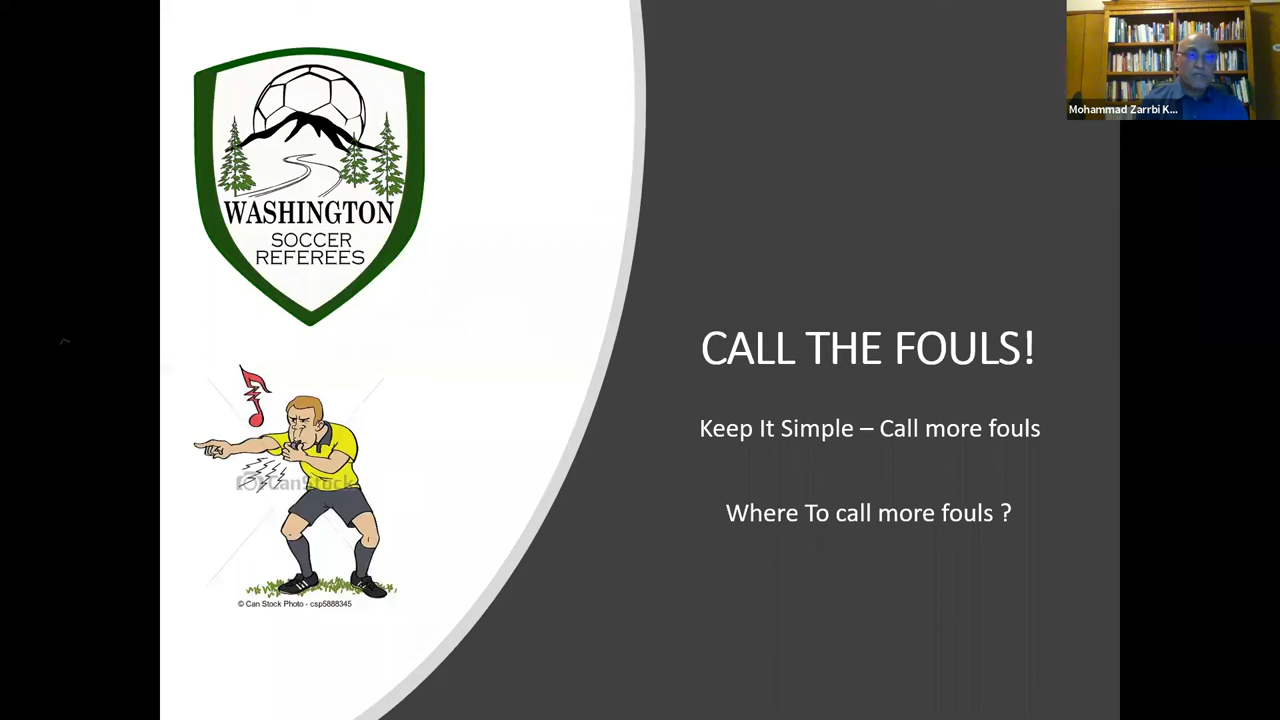 WASHINGTON
SOCCER
REFEREES
CanStock
© Can Stock Photo - csp5888345
CALL THE FOULS!
Keep It Simple – Call more fouls
Where To call more fouls ?
Mohammad Zarrbi K...